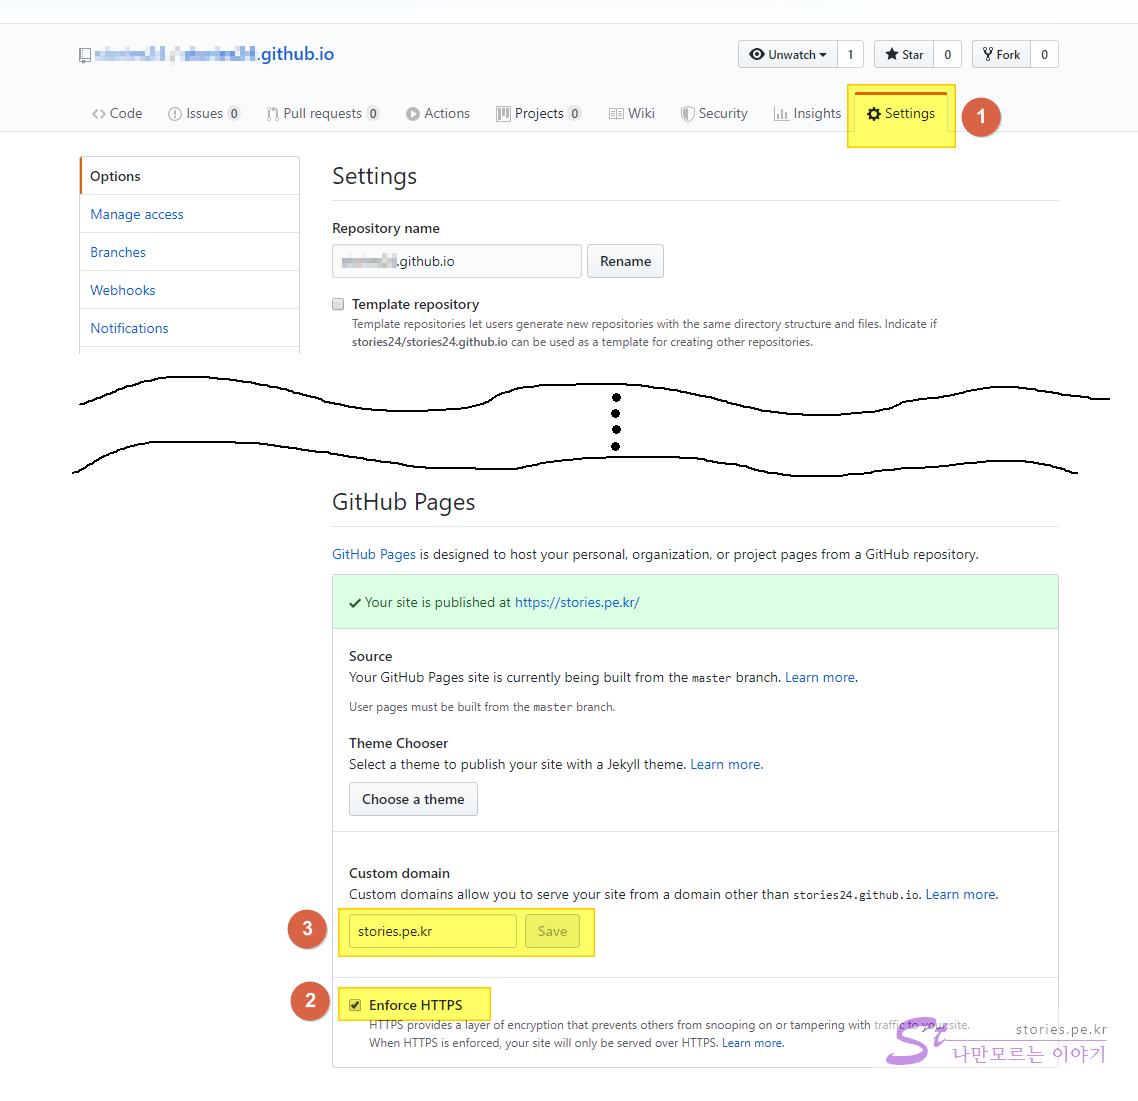 .github.io
Unwatch 1 Star 0 Fork 0
Code Issues 0 Pull requests 0 Actions Projects 0 Wiki Security Insights Settings 1
Options
Manage access
Branches
Webhooks
Notifications
Settings
Repository name
.github.io Rename
Template repository
Template repositories let users generate new repositories with the same directory structure and files. Indicate if
stories24/stories24.github.io can be used as a template for creating other repositories.
GitHub Pages
GitHub Pages is designed to host your personal, organization, or project pages from a GitHub repository.
Your site is published at https://stories.pe.kr/
Source
Your GitHub Pages site is currently being built from the master branch. Learn more.
User pages must be built from the master branch.
Theme Chooser
Select a theme to publish your site with a Jekyll theme. Learn more.
Choose a theme
Custom domain
Custom domains allow you to serve your site from a domain other than stories24.github.io. Learn more.
3 stories.pe.kr Save
2 Enforce HTTPS
HTTPS provides a layer of encryption that prevents others from snooping on or tampering with traffic to your site.
When HTTPS is enforced, your site will only be served over HTTPS. Learn more.
St stories.pe.kr
나만모르는 이야기